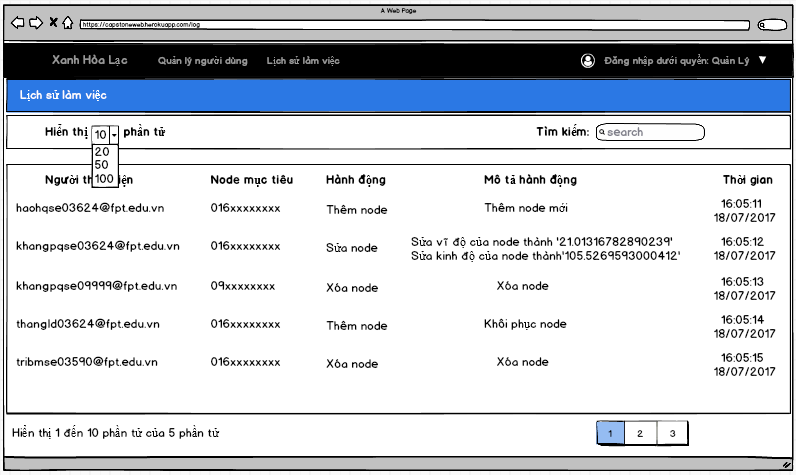 A Web Page
https://capstonewebherokuapp.com/log
Xanh Hòa Lạc Quản lý người dùng Lịch sử làm việc Đăng nhập dưới quyền: Quản Lý
Lịch sử làm việc
Hiển thị 10 phần tử Tìm kiếm: search
20
50
100
Người th iện Node mục tiêu Hành động Mô tả hành động Thời gian
haohqse03624@fpt.edu.vn 016xxxxxxxx Thêm node Thêm node mới 16:05:11
18/07/2017
khangpqse03624@fpt.edu.vn 016xxxxxxxx Sửa node Sửa vĩ độ của node thành '21.01316782890239' 16:05:12
Sửa kinh độ của node thành'105.5269593000412' 18/07/2017
khangpqse09999@fpt.edu.vn 09xxxxxxxx Xóa node Xóa node 16:05:13
18/07/2017
thangld03624@fpt.edu.vn 016xxxxxxxx Thêm node Khôi phục node 16:05:14
18/07/2017
tribmse03590@fpt.edu.vn 016xxxxxxxx Xóa node Xóa node 16:05:15
18/07/2017
Hiển thị 1 đến 10 phần tử của 5 phần tử 1 2 3